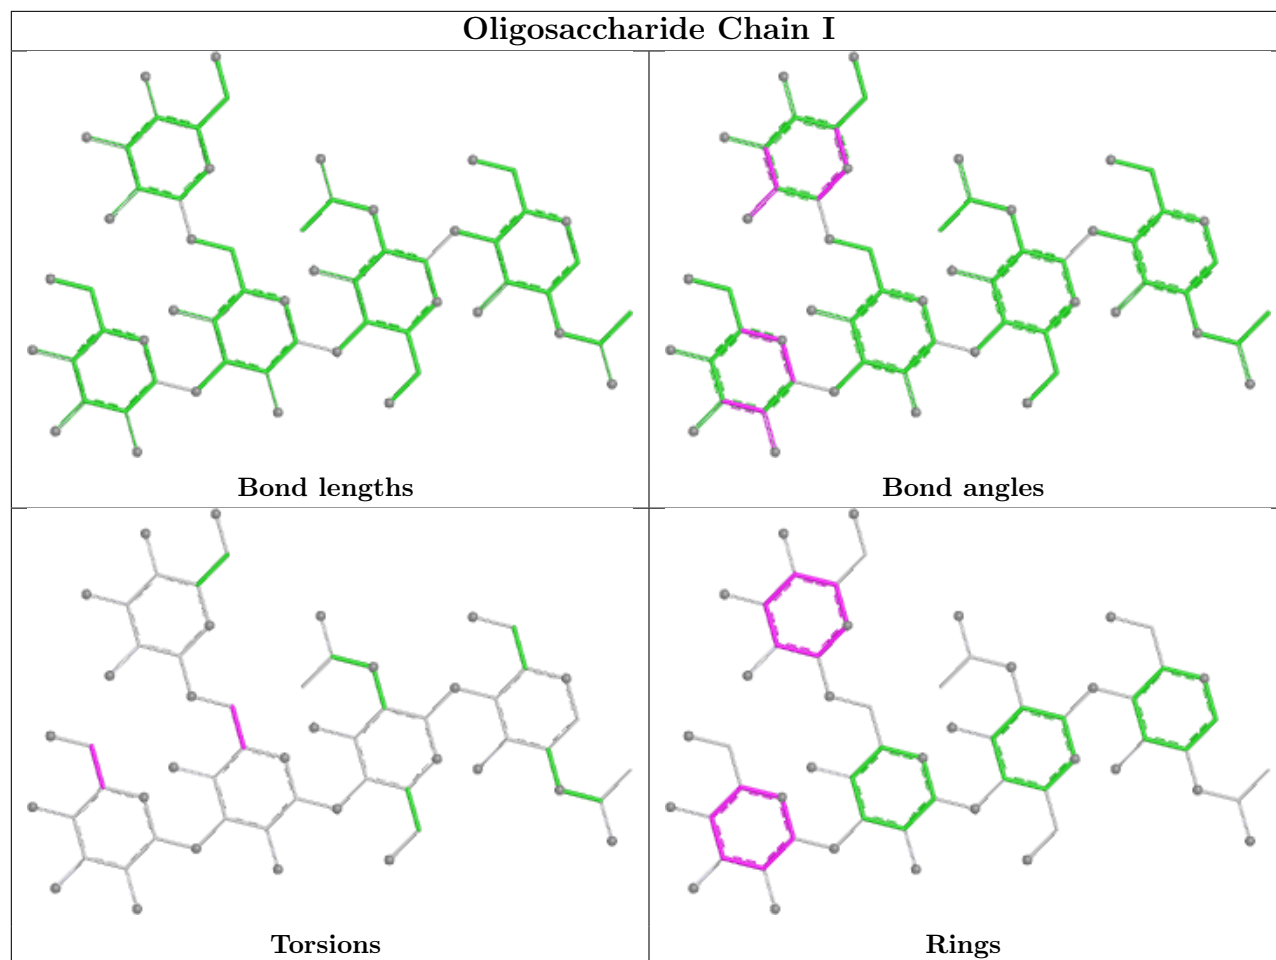 Oligosaccharide Chain I
Bond lengths
Bond angles
Torsions
Rings